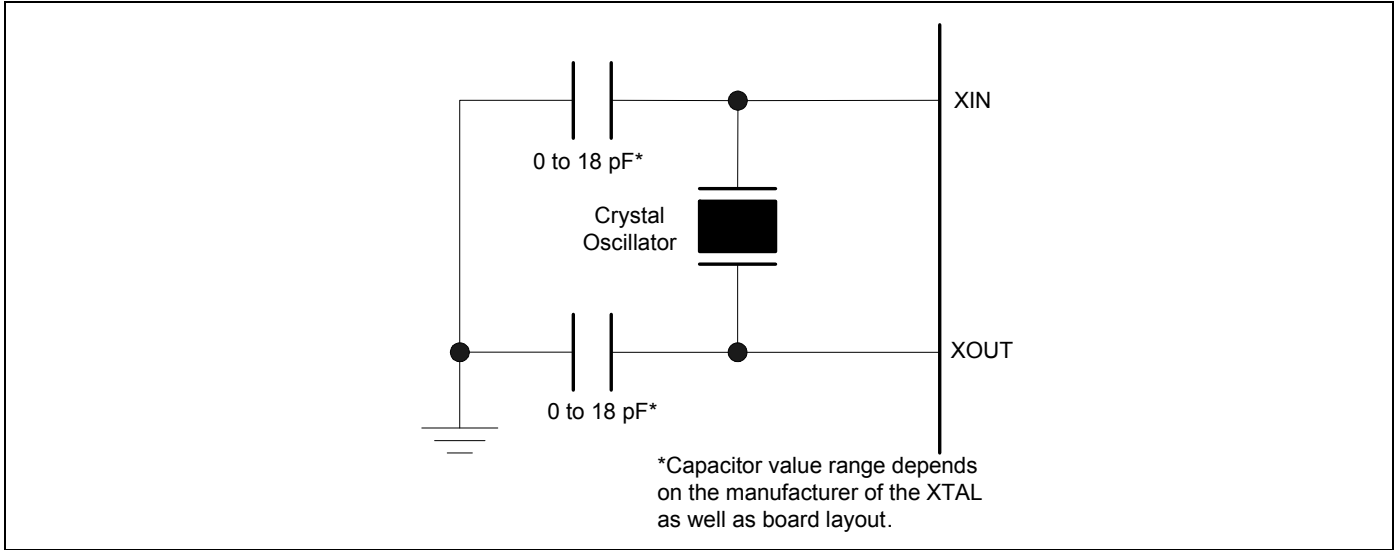 XIN
0 to 18 pF*
Crystal
Oscillator
XOUT
0 to 18 pF*
*Capacitor value range depends
on the manufacturer of the XTAL
as well as board layout.